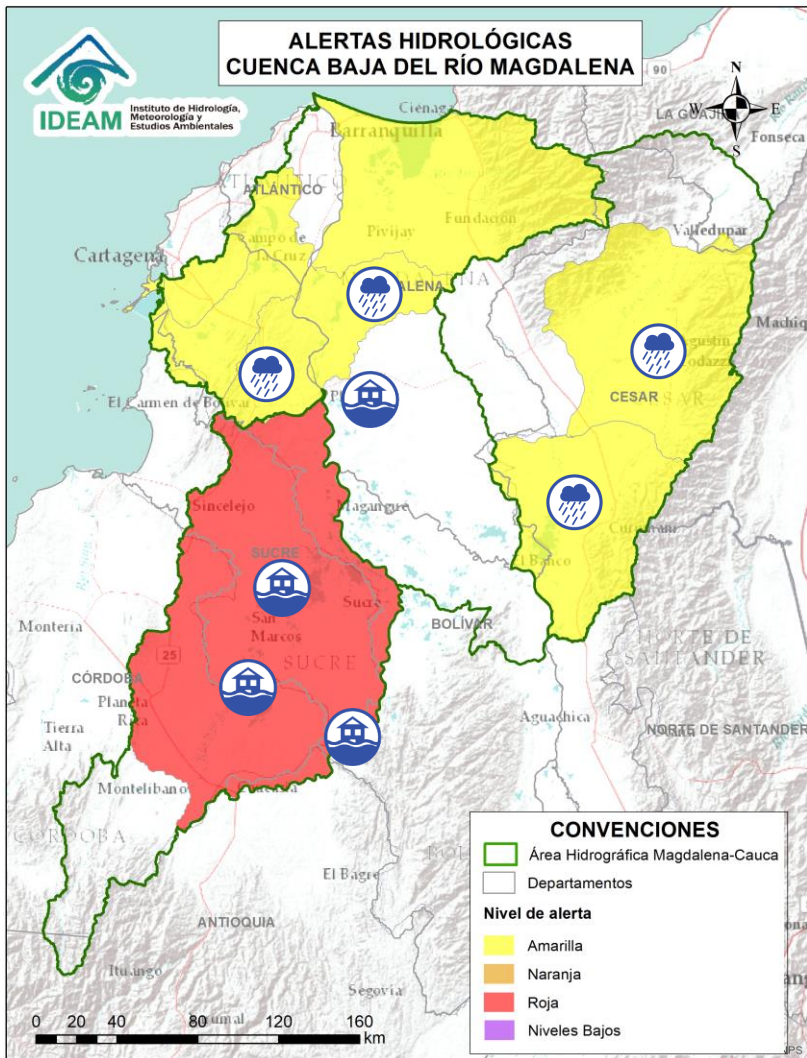 ALERTAS HIDROLÓGICAS
CUENCA BAJA DEL RÍO MAGDALENA
IDEAM
Instituto de Hidrología,
Meteorología y
Estudios Ambientales
90
N
W E
S
Ciénaga
LA GUAJIRA
Fonseca
Barranquilla
ATLÁNTICO
Cartagena
Campo de
la Cruz
Pivijay
Fundación
Valledupar
El Carmen de Bolívar
CESAR
Sincelejo
Magangue
SUCRE
Sucre
San
Marcos
SUCRE
BOLÍVAR
El Banco
Montería
25
CÓRDOBA
Planeta
Rica
Tierra
Alta
NORTE DE
SANTANDER
Aguachica
NORTE DE SANTANDER
Montelíbano
CÓRDOBA
El Bagre
ANTIOQUIA
Ituango
Segovia
0 20 40 80 120 160
km
CONVENCIONES
Área Hidrográfica Magdalena-Cauca
Departamentos
Nivel de alerta
Amarilla
Naranja
Roja
Niveles Bajos